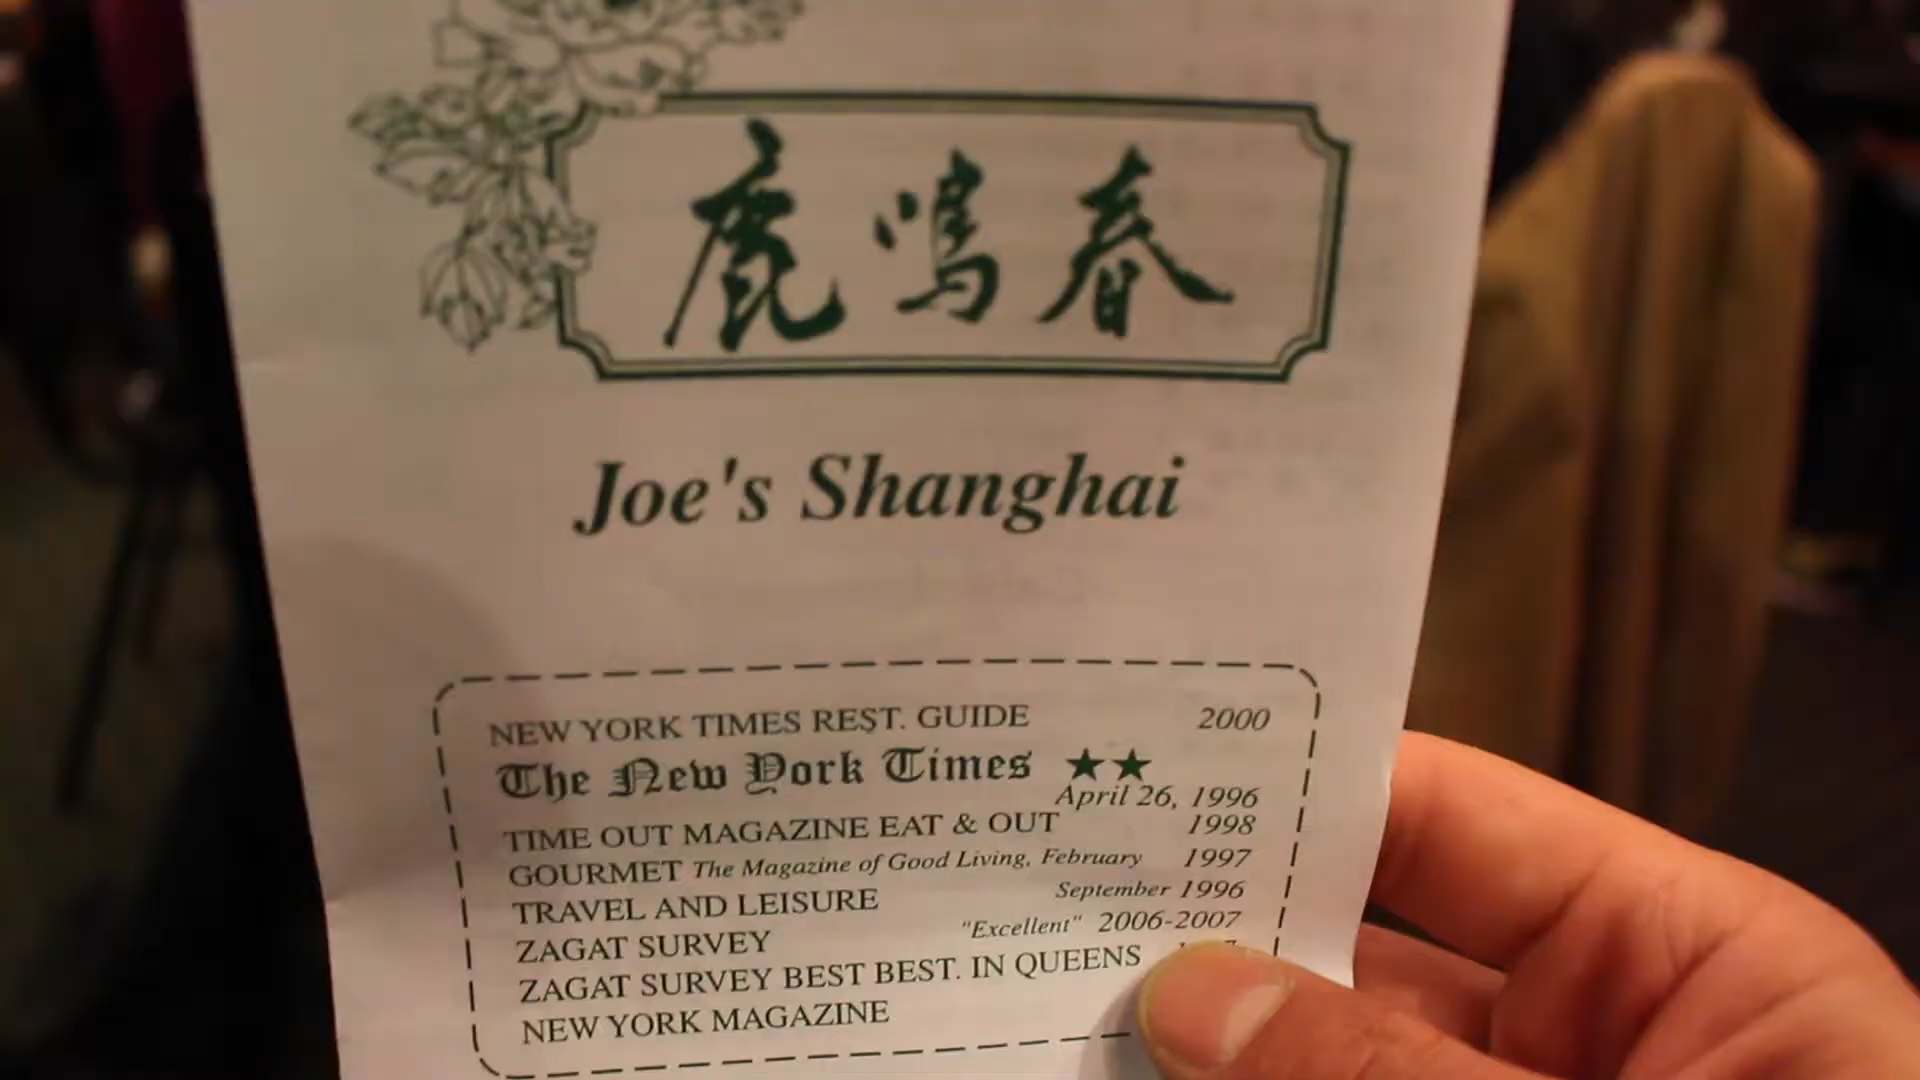 鹿鳴春
Joe's Shanghai
NEW YORK TIMES REST. GUIDE 2000
The New York Times ★★
April 26, 1996
TIME OUT MAGAZINE EAT & OUT 1998
GOURMET The Magazine of Good Living, February 1997
TRAVEL AND LEISURE September 1996
ZAGAT SURVEY "Excellent" 2006-2007
ZAGAT SURVEY BEST BEST. IN QUEENS
NEW YORK MAGAZINE